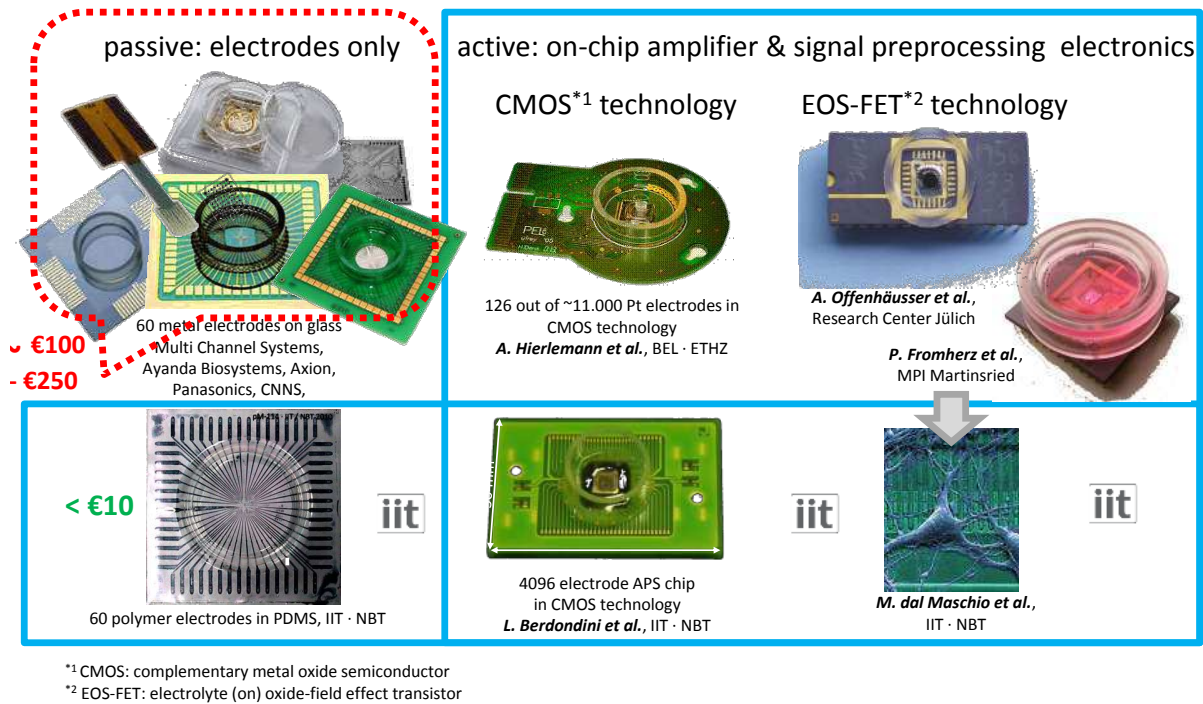 passive: electrodes only
active: on-chip amplifier & signal preprocessing electronics
CMOS*1 technology
EOS-FET*2 technology
60 metal electrodes on glass
Multi Channel Systems,
Ayanda Biosystems, Axion,
Panasonics, CNNS,
€100
- €250
PEL
126 out of ~11.000 Pt electrodes in
CMOS technology
A. Hierlemann et al., BEL · ETHZ
A. Offenhäusser et al.,
Research Center Jülich
P. Fromherz et al.,
MPI Martinsried
< €10
IIT / NBT 2010
iit
60 polymer electrodes in PDMS, IIT · NBT
4096 electrode APS chip
in CMOS technology
L. Berdondini et al., IIT · NBT
iit
M. dal Maschio et al.,
IIT · NBT
iit
*1 CMOS: complementary metal oxide semiconductor
*2 EOS-FET: electrolyte (on) oxide-field effect transistor